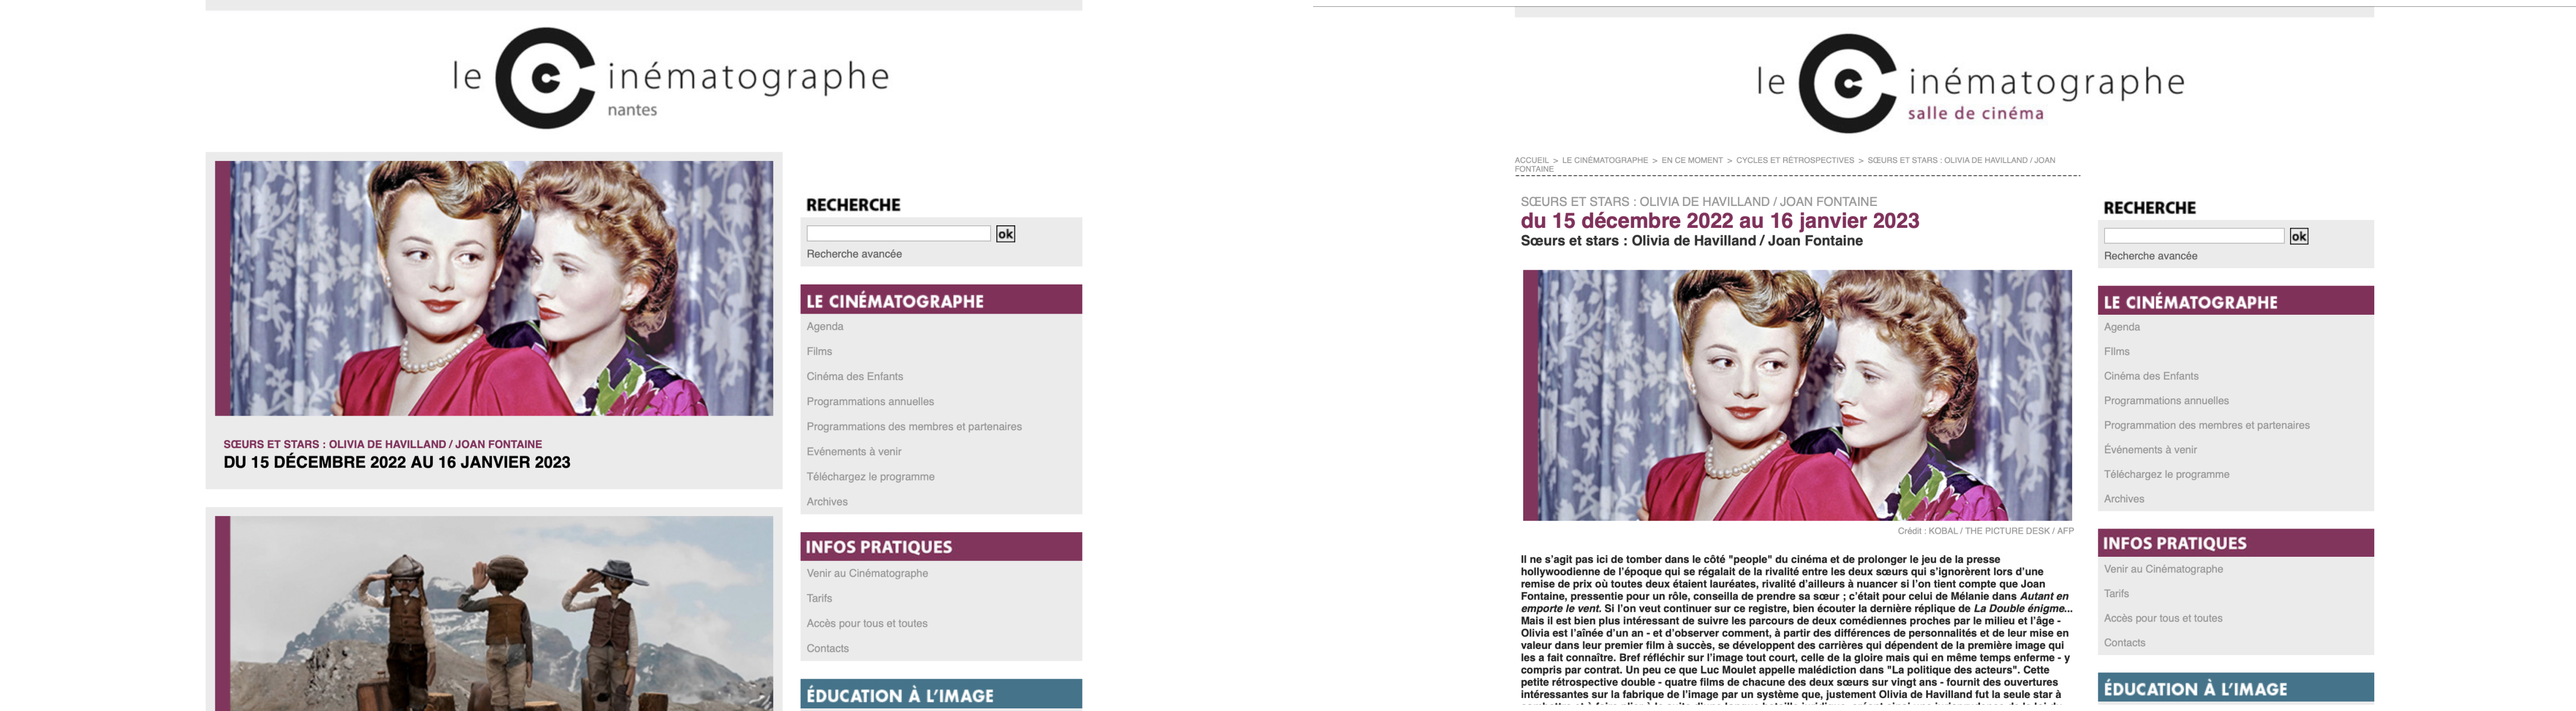 le cinématographe
nantes
SŒURS ET STARS : OLIVIA DE HAVILLAND / JOAN FONTAINE
DU 15 DÉCEMBRE 2022 AU 16 JANVIER 2023
RECHERCHE
ok
Recherche avancée
LE CINÉMATOGRAPHE
Agenda
Films
Cinéma des Enfants
Programmations annuelles
Programmations des membres et partenaires
Evénements à venir
Téléchargez le programme
Archives
INFOS PRATIQUES
Venir au Cinématographe
Tarifs
Accès pour tous et toutes
Contacts
ÉDUCATION À L'IMAGE
le cinématographe
salle de cinéma
ACCUEIL > LE CINÉMATOGRAPHE > EN CE MOMENT > CYCLES ET RÉTROSPECTIVES > SŒURS ET STARS : OLIVIA DE HAVILLAND / JOAN
FONTAINE
SŒURS ET STARS : OLIVIA DE HAVILLAND / JOAN FONTAINE
du 15 décembre 2022 au 16 janvier 2023
Sœurs et stars : Olivia de Havilland / Joan Fontaine
Crédit : KOBAL / THE PICTURE DESK / AFP
Il ne s'agit pas ici de tomber dans le côté "people" du cinéma et de prolonger le jeu de la presse
hollywoodienne de l'époque qui se régalait de la rivalité entre les deux sœurs qui s'ignorèrent lors d'une
remise de prix où toutes deux étaient lauréates, rivalité d'ailleurs à nuancer si l'on tient compte que Joan
Fontaine, pressentie pour un rôle, conseilla de prendre sa sœur ; c'était pour celui de Mélanie dans Autant en
emporte le vent. Si l'on veut continuer sur ce registre, bien écouter la dernière réplique de La Double énigme...
Mais il est bien plus intéressant de suivre les parcours de deux comédiennes proches par le milieu et l'âge -
Olivia est l'aînée d'un an - et d'observer comment, à partir des différences de personnalités et de leur mise en
valeur dans leur premier film à succès, se développent des carrières qui dépendent de la première image qui
les a fait connaître. Bref réfléchir sur l'image tout court, celle de la gloire mais qui en même temps enferme - y
compris par contrat. Un peu ce que Luc Moulet appelle malédiction dans "La politique des acteurs". Cette
petite rétrospective double - quatre films de chacune des deux sœurs sur vingt ans - fournit des ouvertures
intéressantes sur la fabrique de l'image par un système que, justement Olivia de Havilland fut la seule star à
RECHERCHE
ok
Recherche avancée
LE CINÉMATOGRAPHE
Agenda
FIlms
Cinéma des Enfants
Programmations annuelles
Programmation des membres et partenaires
Événements à venir
Téléchargez le programme
Archives
INFOS PRATIQUES
Venir au Cinématographe
Tarifs
Accès pour tous et toutes
Contacts
ÉDUCATION À L'IMAGE